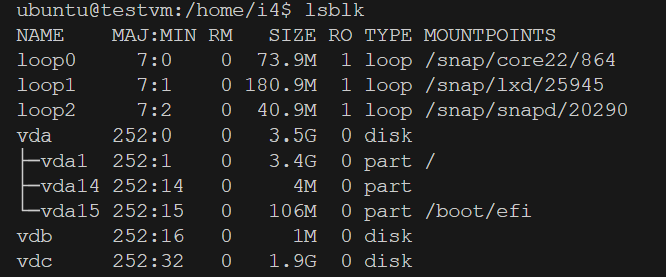 ubuntu@testvm:/home/i4$ lsblk
NAME    MAJ:MIN RM   SIZE RO TYPE MOUNTPOINTS
loop0     7:0    0  73.9M  1 loop /snap/core22/864
loop1     7:1    0 180.9M  1 loop /snap/lxd/25945
loop2     7:2    0  40.9M  1 loop /snap/snapd/20290
vda     252:0    0   3.5G  0 disk
├─vda1  252:1    0   3.4G  0 part /
├─vda14 252:14   0     4M  0 part
└─vda15 252:15   0   106M  0 part /boot/efi
vdb     252:16   0     1M  0 disk
vdc     252:32   0   1.9G  0 disk